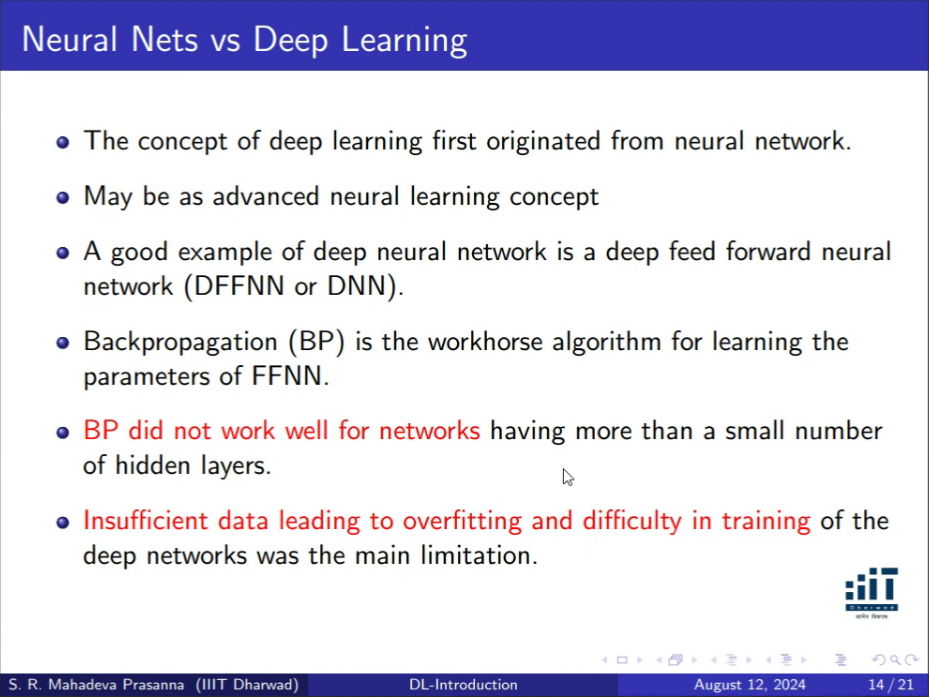 Neural Nets vs Deep Learning
The concept of deep learning first originated from neural network.
May be as advanced neural learning concept
A good example of deep neural network is a deep feed forward neural
network (DFFNN or DNN).
Backpropagation (BP) is the workhorse algorithm for learning the
parameters of FFNN.
BP did not work well for networks having more than a small number
of hidden layers.
Insufficient data leading to overfitting and difficulty in training of the
deep networks was the main limitation.
Dharwad
S. R. Mahadeva Prasanna (IIIT Dharwad) DL-Introduction August 12, 2024 14 / 21